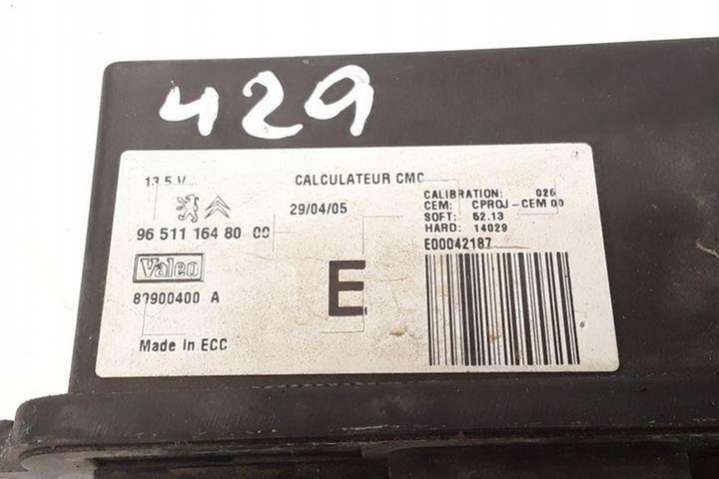 429
13.5 V
CALCULATEUR CMC
29/04/05
CALIBRATION: 026
CEM: CPROJ-CEM 00
SOFT: 52.13
HARD: 14029
E00042187
96 511 164 80 00
Valeo
89900400 A
E
Made in ECC